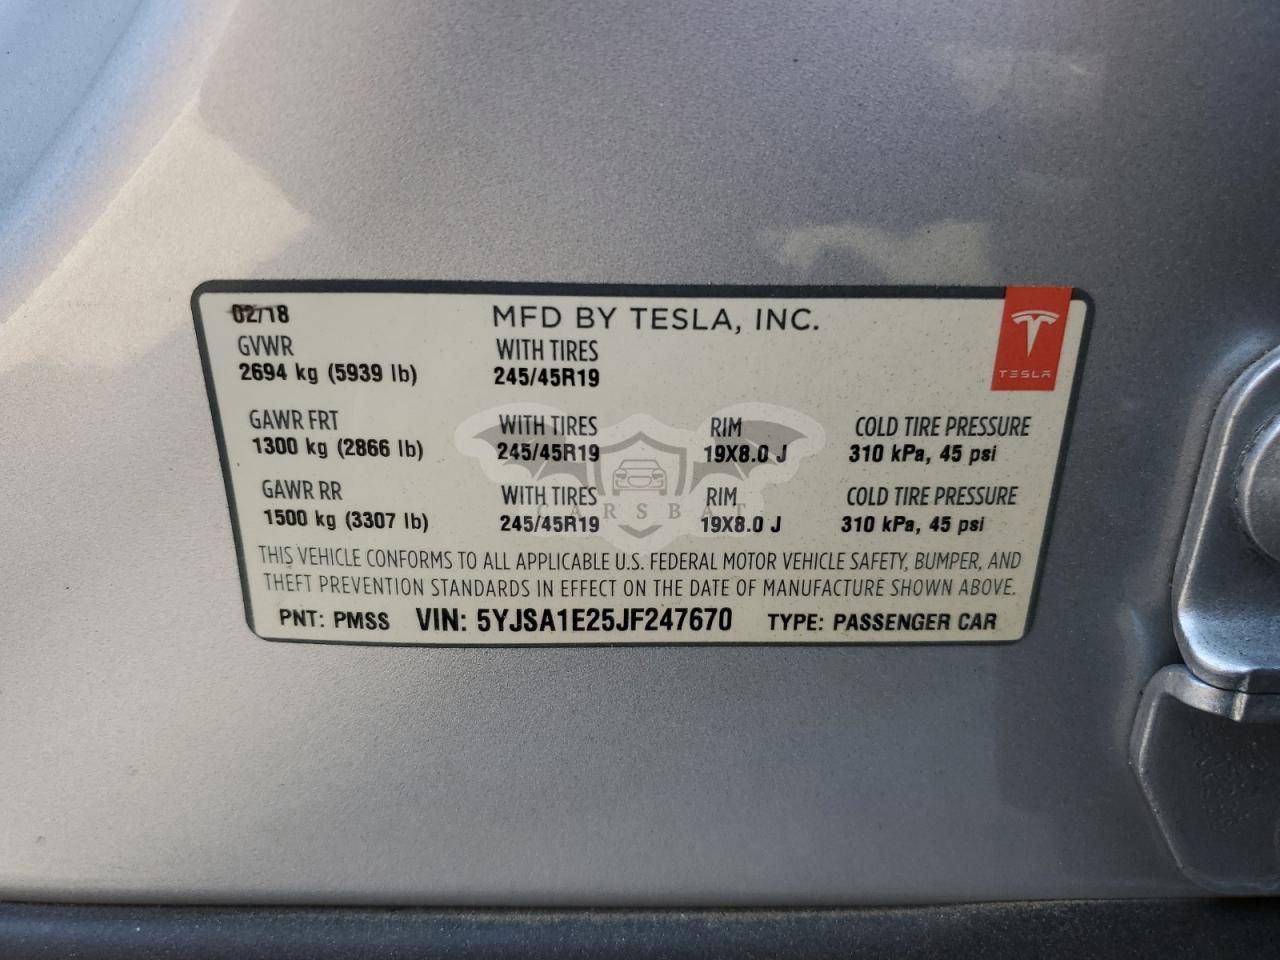 02/18 MFD BY TESLA, INC.
GVWR WITH TIRES
2694 kg (5939 lb) 245/45R19
TESLA
GAWR FRT WITH TIRES RIM COLD TIRE PRESSURE
1300 kg (2866 lb) 245/45R19 19X8.0 J 310 kPa, 45 psi
GAWR RR WITH TIRES RIM COLD TIRE PRESSURE
1500 kg (3307 lb) 245/45R19 19X8.0 J 310 kPa, 45 psi
CARSBAT
THIS VEHICLE CONFORMS TO ALL APPLICABLE U.S. FEDERAL MOTOR VEHICLE SAFETY, BUMPER, AND
THEFT PREVENTION STANDARDS IN EFFECT ON THE DATE OF MANUFACTURE SHOWN ABOVE.
PNT: PMSS VIN: 5YJSA1E25JF247670 TYPE: PASSENGER CAR